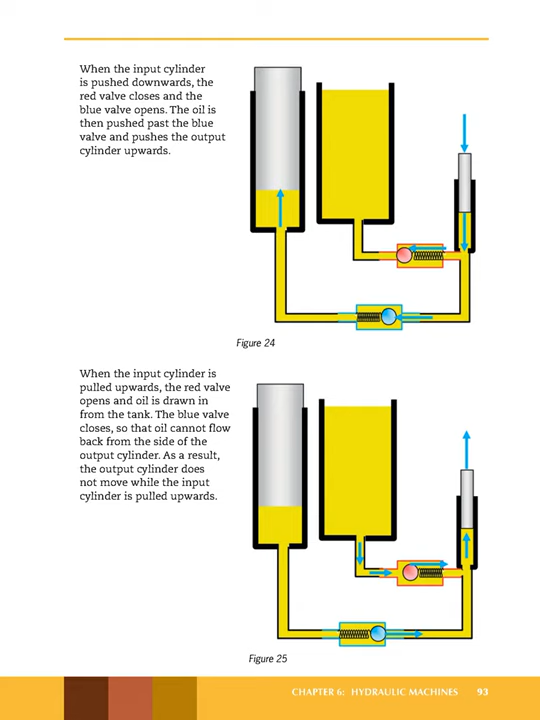 When the input cylinder
is pushed downwards, the
red valve closes and the
blue valve opens. The oil is
then pushed past the blue
valve and pushes the output
cylinder upwards.
Figure 24
When the input cylinder is
pulled upwards, the red valve
opens and oil is drawn in
from the tank. The blue valve
closes, so that oil cannot flow
back from the side of the
output cylinder. As a result,
the output cylinder does
not move while the input
cylinder is pulled upwards.
Figure 25
CHAPTER 6: HYDRAULIC MACHINES 93